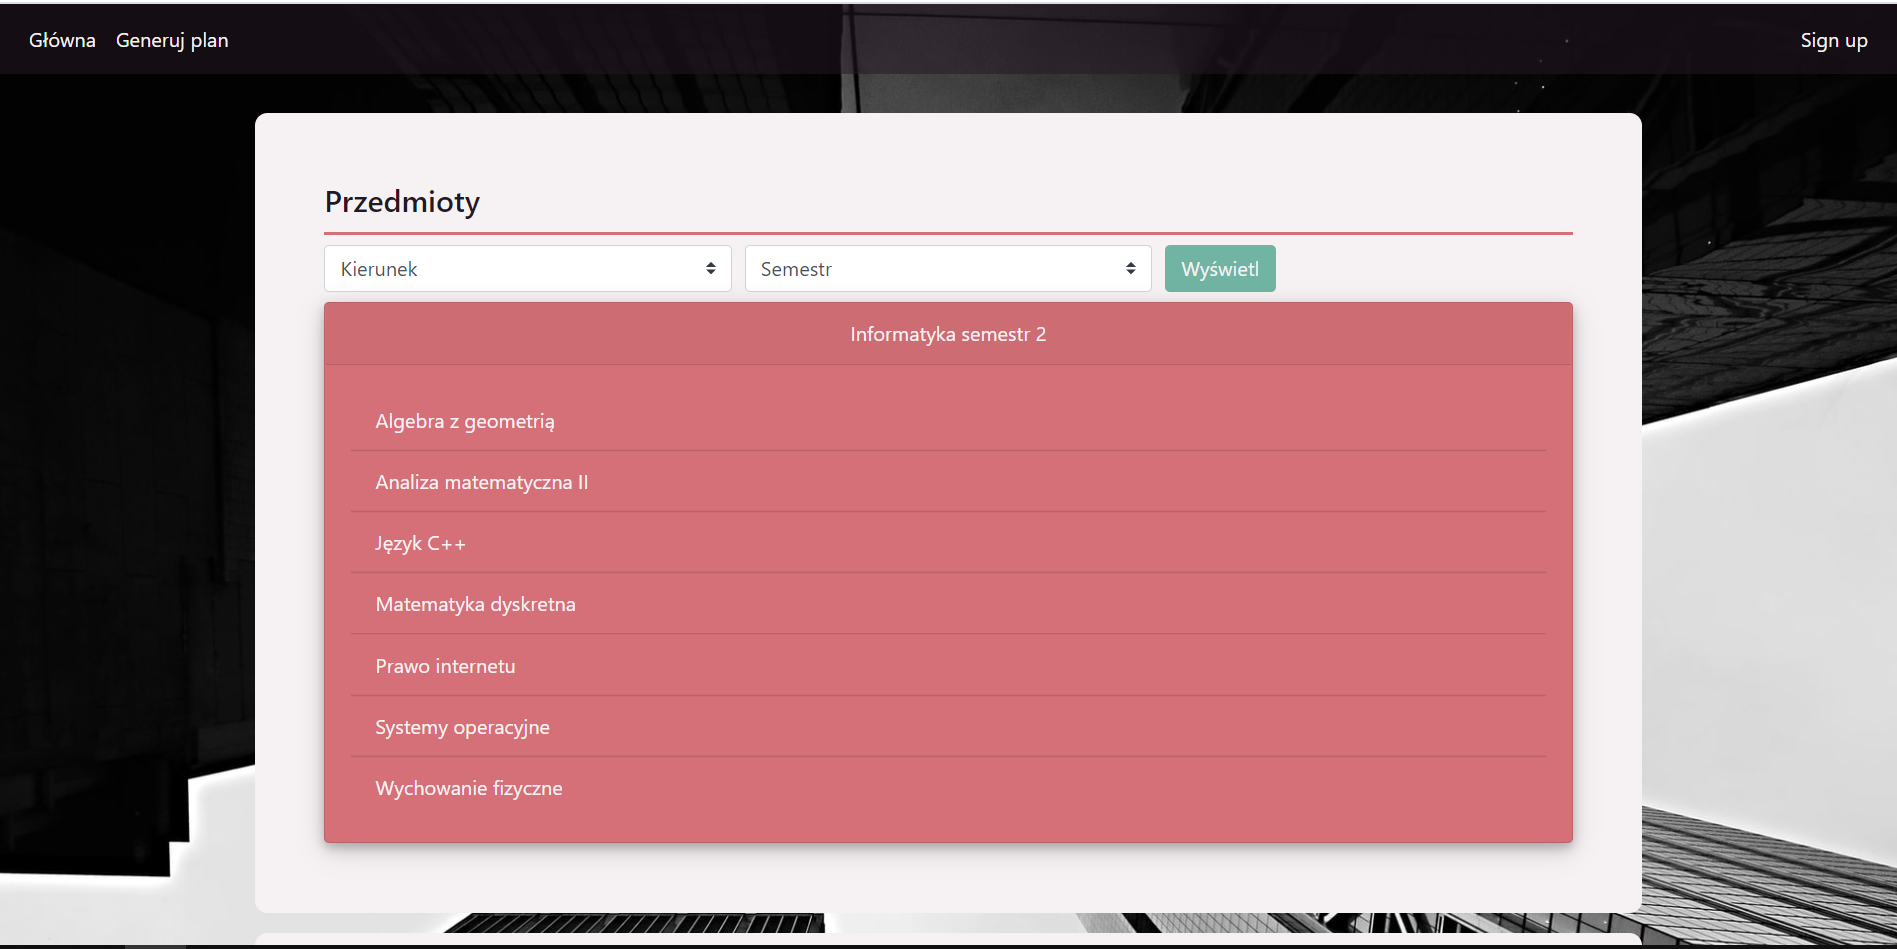 Główna Generuj plan Sign up
Przedmioty
Kierunek Semestr Wyświetl
Informatyka semestr 2
Algebra z geometrią
Analiza matematyczna II
Język C++
Matematyka dyskretna
Prawo internetu
Systemy operacyjne
Wychowanie fizyczne